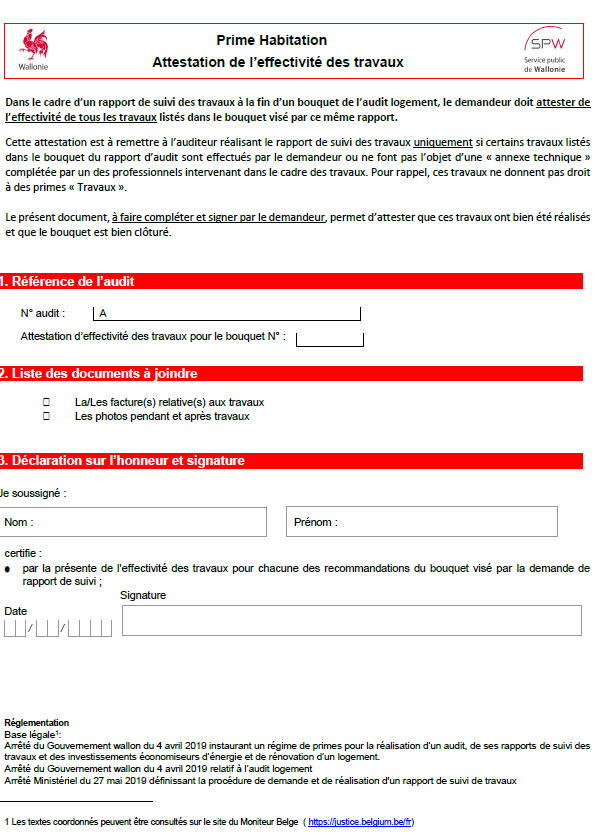 Wallonie
Prime Habitation
Attestation de l'effectivité des travaux
SPW
Service public
de Wallonie
Dans le cadre d'un rapport de suivi des travaux à la fin d'un bouquet de l'audit logement, le demandeur doit attester de
l'effectivité de tous les travaux listés dans le bouquet visé par ce même rapport.
Cette attestation est à remettre à l'auditeur réalisant le rapport de suivi des travaux uniquement si certains travaux listés
dans le bouquet du rapport d'audit sont effectués par le demandeur ou ne font pas l'objet d'une « annexe technique »
complétée par un des professionnels intervenant dans le cadre des travaux. Pour rappel, ces travaux ne donnent pas droit
à des primes « Travaux ».
Le présent document, à faire compléter et signer par le demandeur, permet d'attester que ces travaux ont bien été réalisés
et que le bouquet est bien clôturé.
1. Référence de l'audit
N° audit : A
Attestation d'effectivité des travaux pour le bouquet N° :
2. Liste des documents à joindre
☐ La/Les facture(s) relative(s) aux travaux
☐ Les photos pendant et après travaux
3. Déclaration sur l'honneur et signature
Je soussigné :
Nom : Prénom :
certifie :
● par la présente de l'effectivité des travaux pour chacune des recommandations du bouquet visé par la demande de
rapport de suivi ;
Signature
Date
/ /
Réglementation
Base légale¹:
Arrêté du Gouvernement wallon du 4 avril 2019 instaurant un régime de primes pour la réalisation d'un audit, de ses rapports de suivi des
travaux et des investissements économiseurs d'énergie et de rénovation d'un logement.
Arrêté du Gouvernement wallon du 4 avril 2019 relatif à l'audit logement
Arrêté Ministériel du 27 mai 2019 définissant la procédure de demande et de réalisation d'un rapport de suivi de travaux
1 Les textes coordonnés peuvent être consultés sur le site du Moniteur Belge ( https://justice.belgium.be/fr)